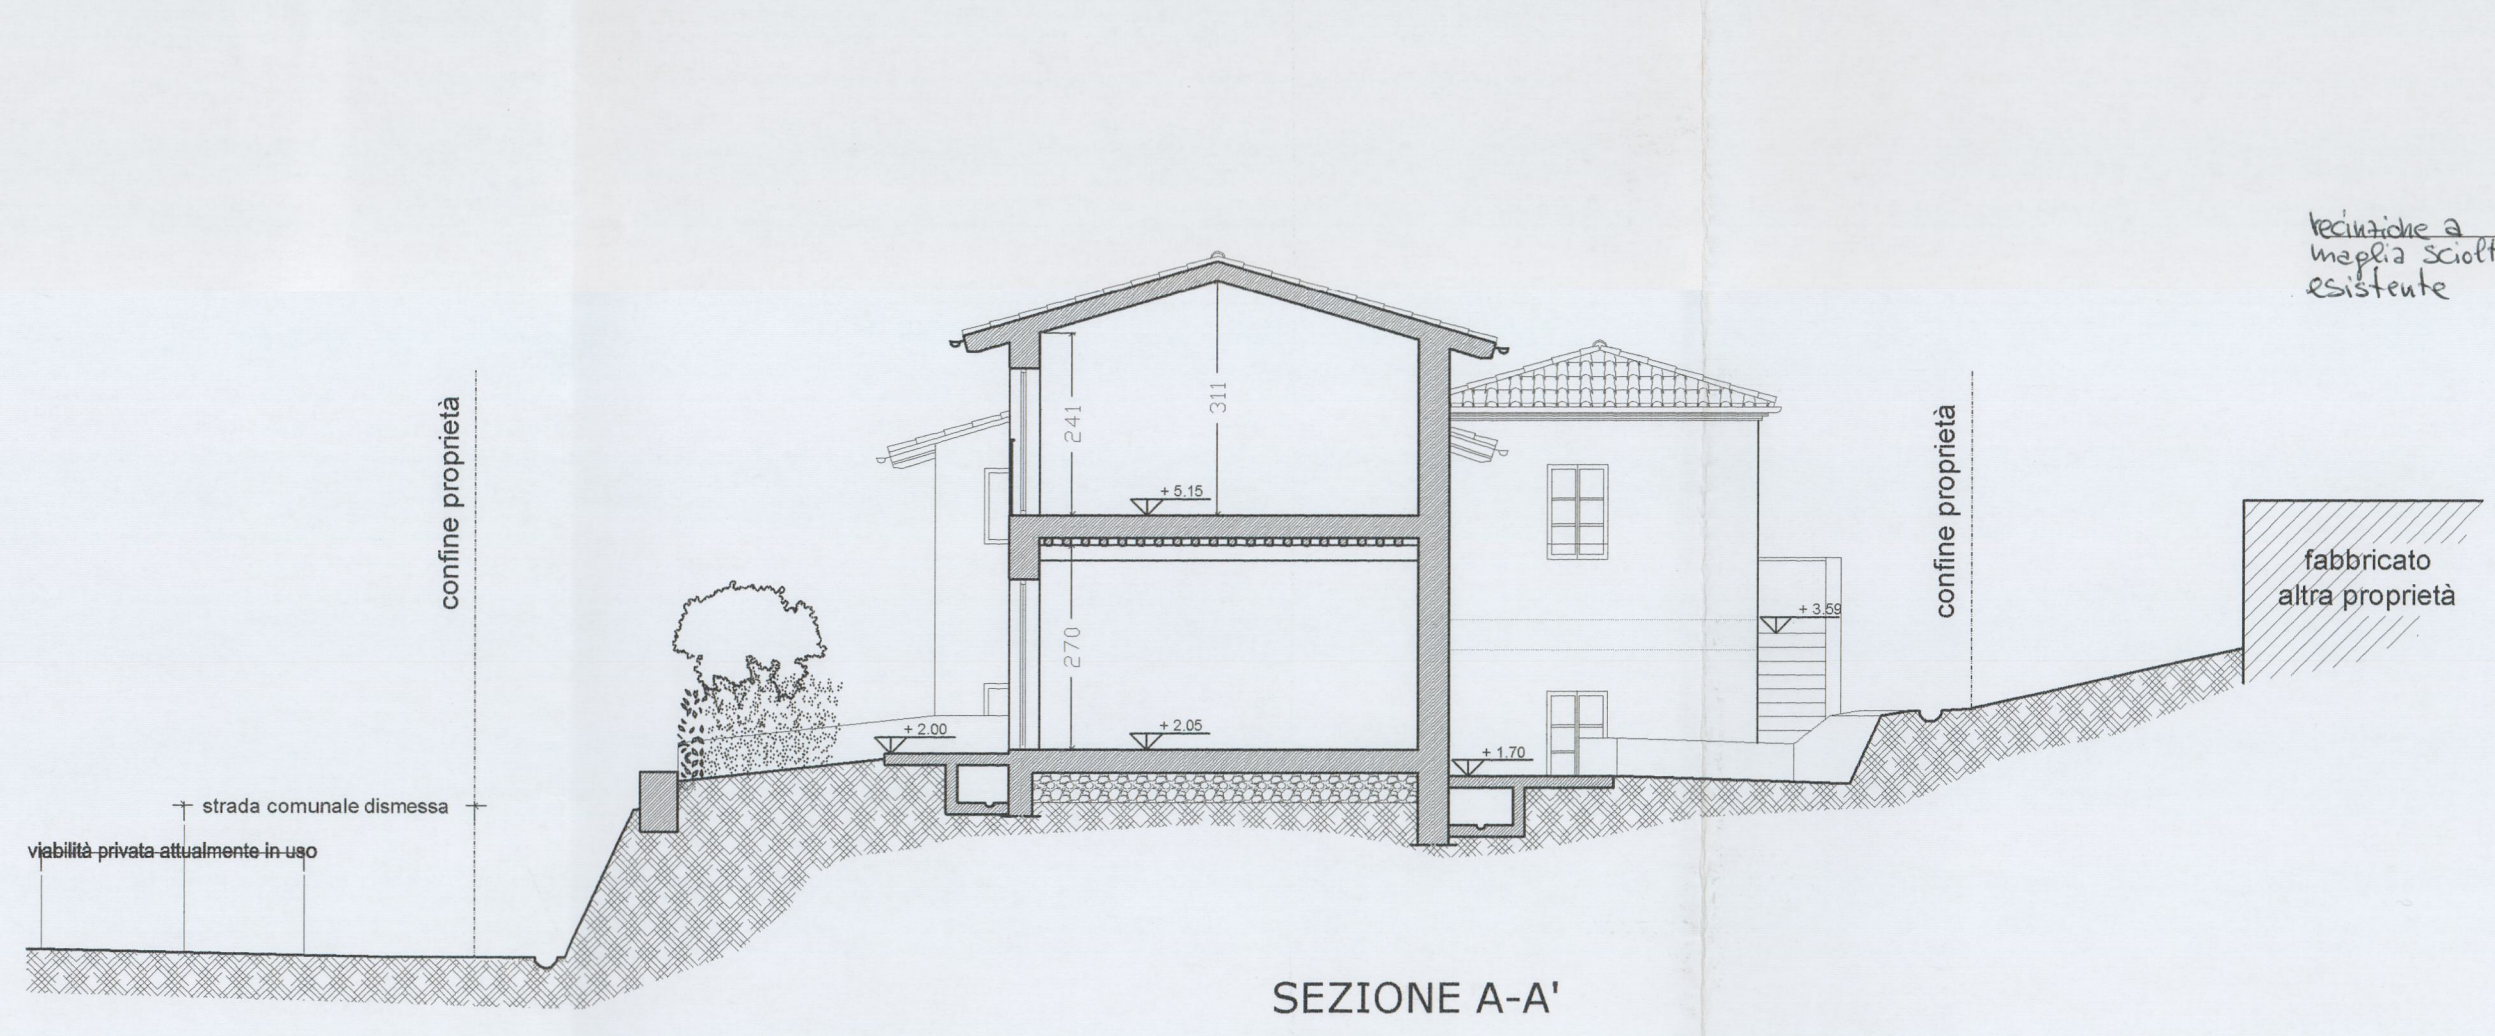 recinzione a
maglia sciolt
esistente
confine proprietà
confine proprietà
241
311
+ 5.15
fabbricato
altra proprietà
+ 3.59
270
+ 2.00
+ 2.05
+ 1.70
strada comunale dismessa
viabilità privata attualmente in uso
SEZIONE A-A'